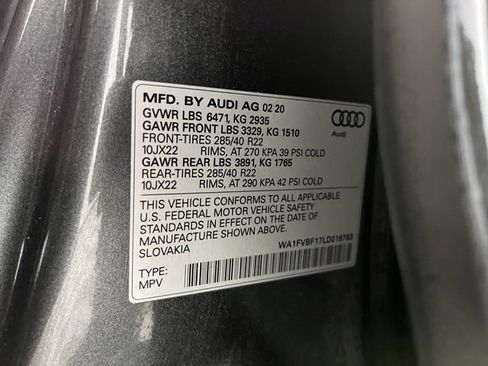 MFD. BY AUDI AG 02 20
GVWR LBS 6471, KG 2935
GAWR FRONT LBS 3329, KG 1510
FRONT-TIRES 285/40 R22
10JX22 RIMS, AT 270 KPA 39 PSI COLD
GAWR REAR LBS 3891, KG 1765
REAR-TIRES 285/40 R22
10JX22 RIMS, AT 290 KPA 42 PSI COLD
Audi
THIS VEHICLE CONFORMS TO ALL APPLICABLE
U.S. FEDERAL MOTOR VEHICLE SAFETY
STANDARDS IN EFFECT ON THE DATE OF
MANUFACTURE SHOWN ABOVE.
SLOVAKIA
TYPE:
MPV